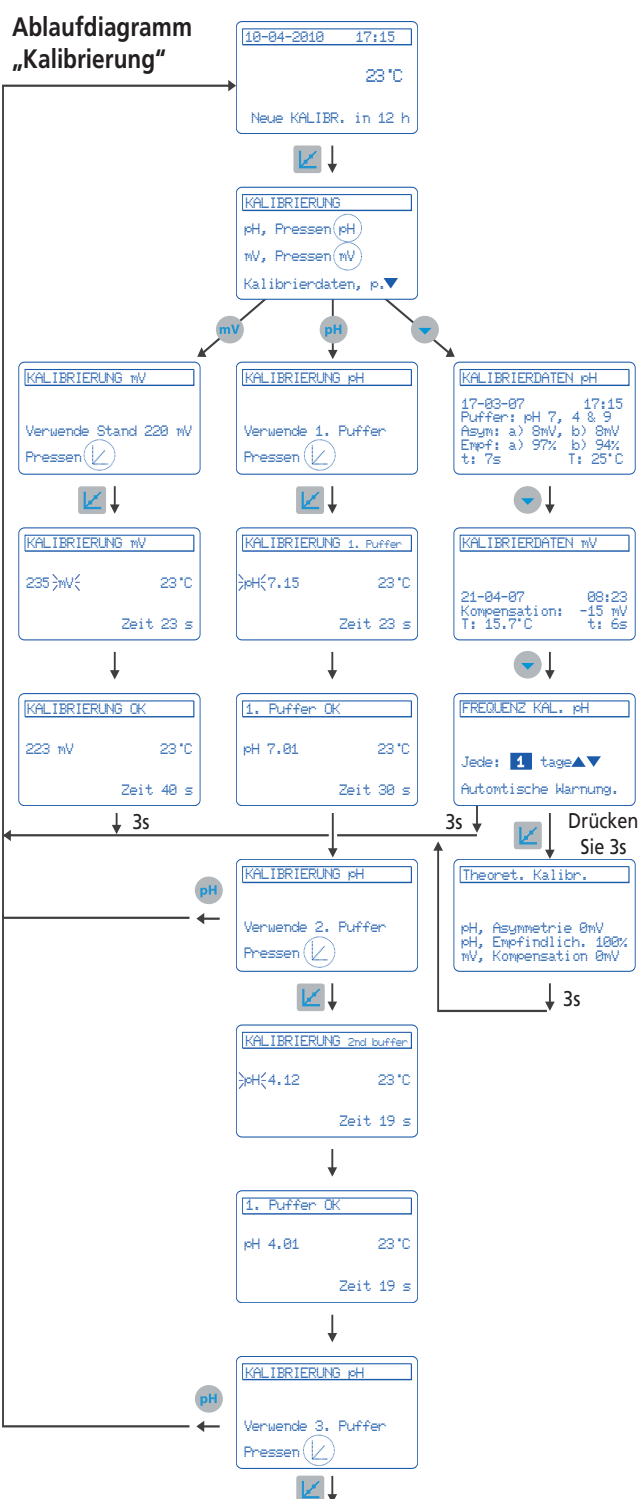 Ablaufdiagramm
„Kalibrierung“
10-04-2010 17:15
23°C
Neue KALIBR. in 12 h
KALIBRIERUNG
pH, Pressen pH
mV, Pressen mV
Kalibrierdaten, p.▼
mV
pH
KALIBRIERUNG mV
Verwende Stand 220 mV
Pressen
KALIBRIERUNG pH
Verwende 1. Puffer
Pressen
KALIBRIERDATEN pH
17-03-07 17:15
Puffer: pH 7, 4 & 9
Asym: a) 8mV, b) 8mV
Empf: a) 97% b) 94%
t: 7s T: 25°C
KALIBRIERUNG mV
235 mV 23°C
Zeit 23 s
KALIBRIERUNG 1. Puffer
pH 7.15 23°C
Zeit 23 s
KALIBRIERDATEN mV
21-04-07 08:23
Kompensation: -15 mV
T: 15.7°C t: 6s
KALIBRIERUNG OK
223 mV 23°C
Zeit 40 s
1. Puffer OK
pH 7.01 23°C
Zeit 30 s
FREQUENZ KAL. pH
Jede: 1 tage▲▼
Automtische Warnung.
3s
3s
Drücken
Sie 3s
KALIBRIERUNG pH
Verwende 2. Puffer
Pressen
pH
Theoret. Kalibr.
pH, Asymmetrie 0mV
pH, Empfindlich. 100%
mV, Kompensation 0mV
3s
KALIBRIERUNG 2nd buffer
pH 4.12 23°C
Zeit 19 s
1. Puffer OK
pH 4.01 23°C
Zeit 19 s
KALIBRIERUNG pH
Verwende 3. Puffer
Pressen
pH